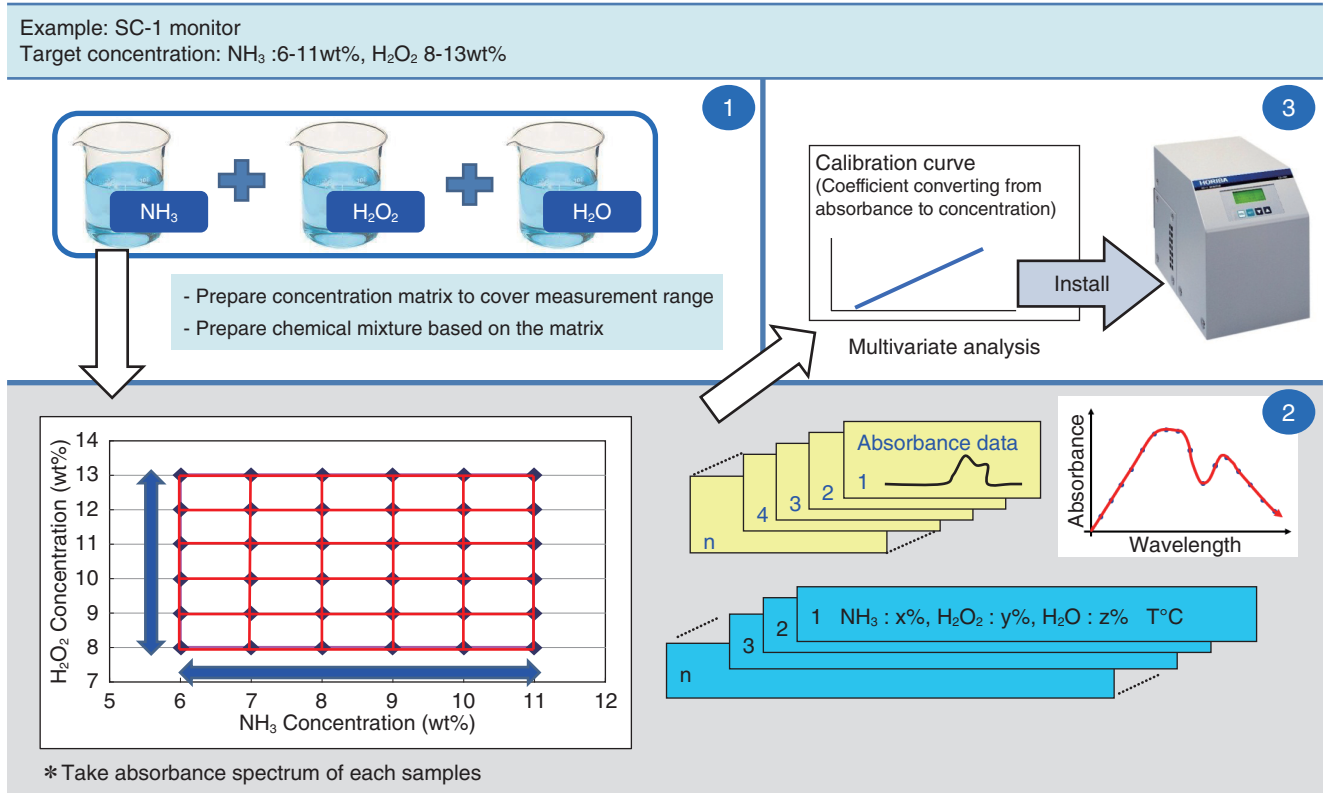 Example: SC-1 monitor
Target concentration: NH₃ :6-11wt%, H₂O₂ 8-13wt%
1
NH₃
H₂O₂
H₂O
- Prepare concentration matrix to cover measurement range
- Prepare chemical mixture based on the matrix
3
Calibration curve
(Coefficient converting from
absorbance to concentration)
Multivariate analysis
Install
HORIBA
2
H₂O₂ Concentration (wt%)
14
13
12
11
10
9
8
7
5 6 7 8 9 10 11 12
NH₃ Concentration (wt%)
* Take absorbance spectrum of each samples
Absorbance data
1
2
3
4
n
Absorbance
Wavelength
1 NH₃ : x%, H₂O₂ : y%, H₂O : z% T°C
2
3
n